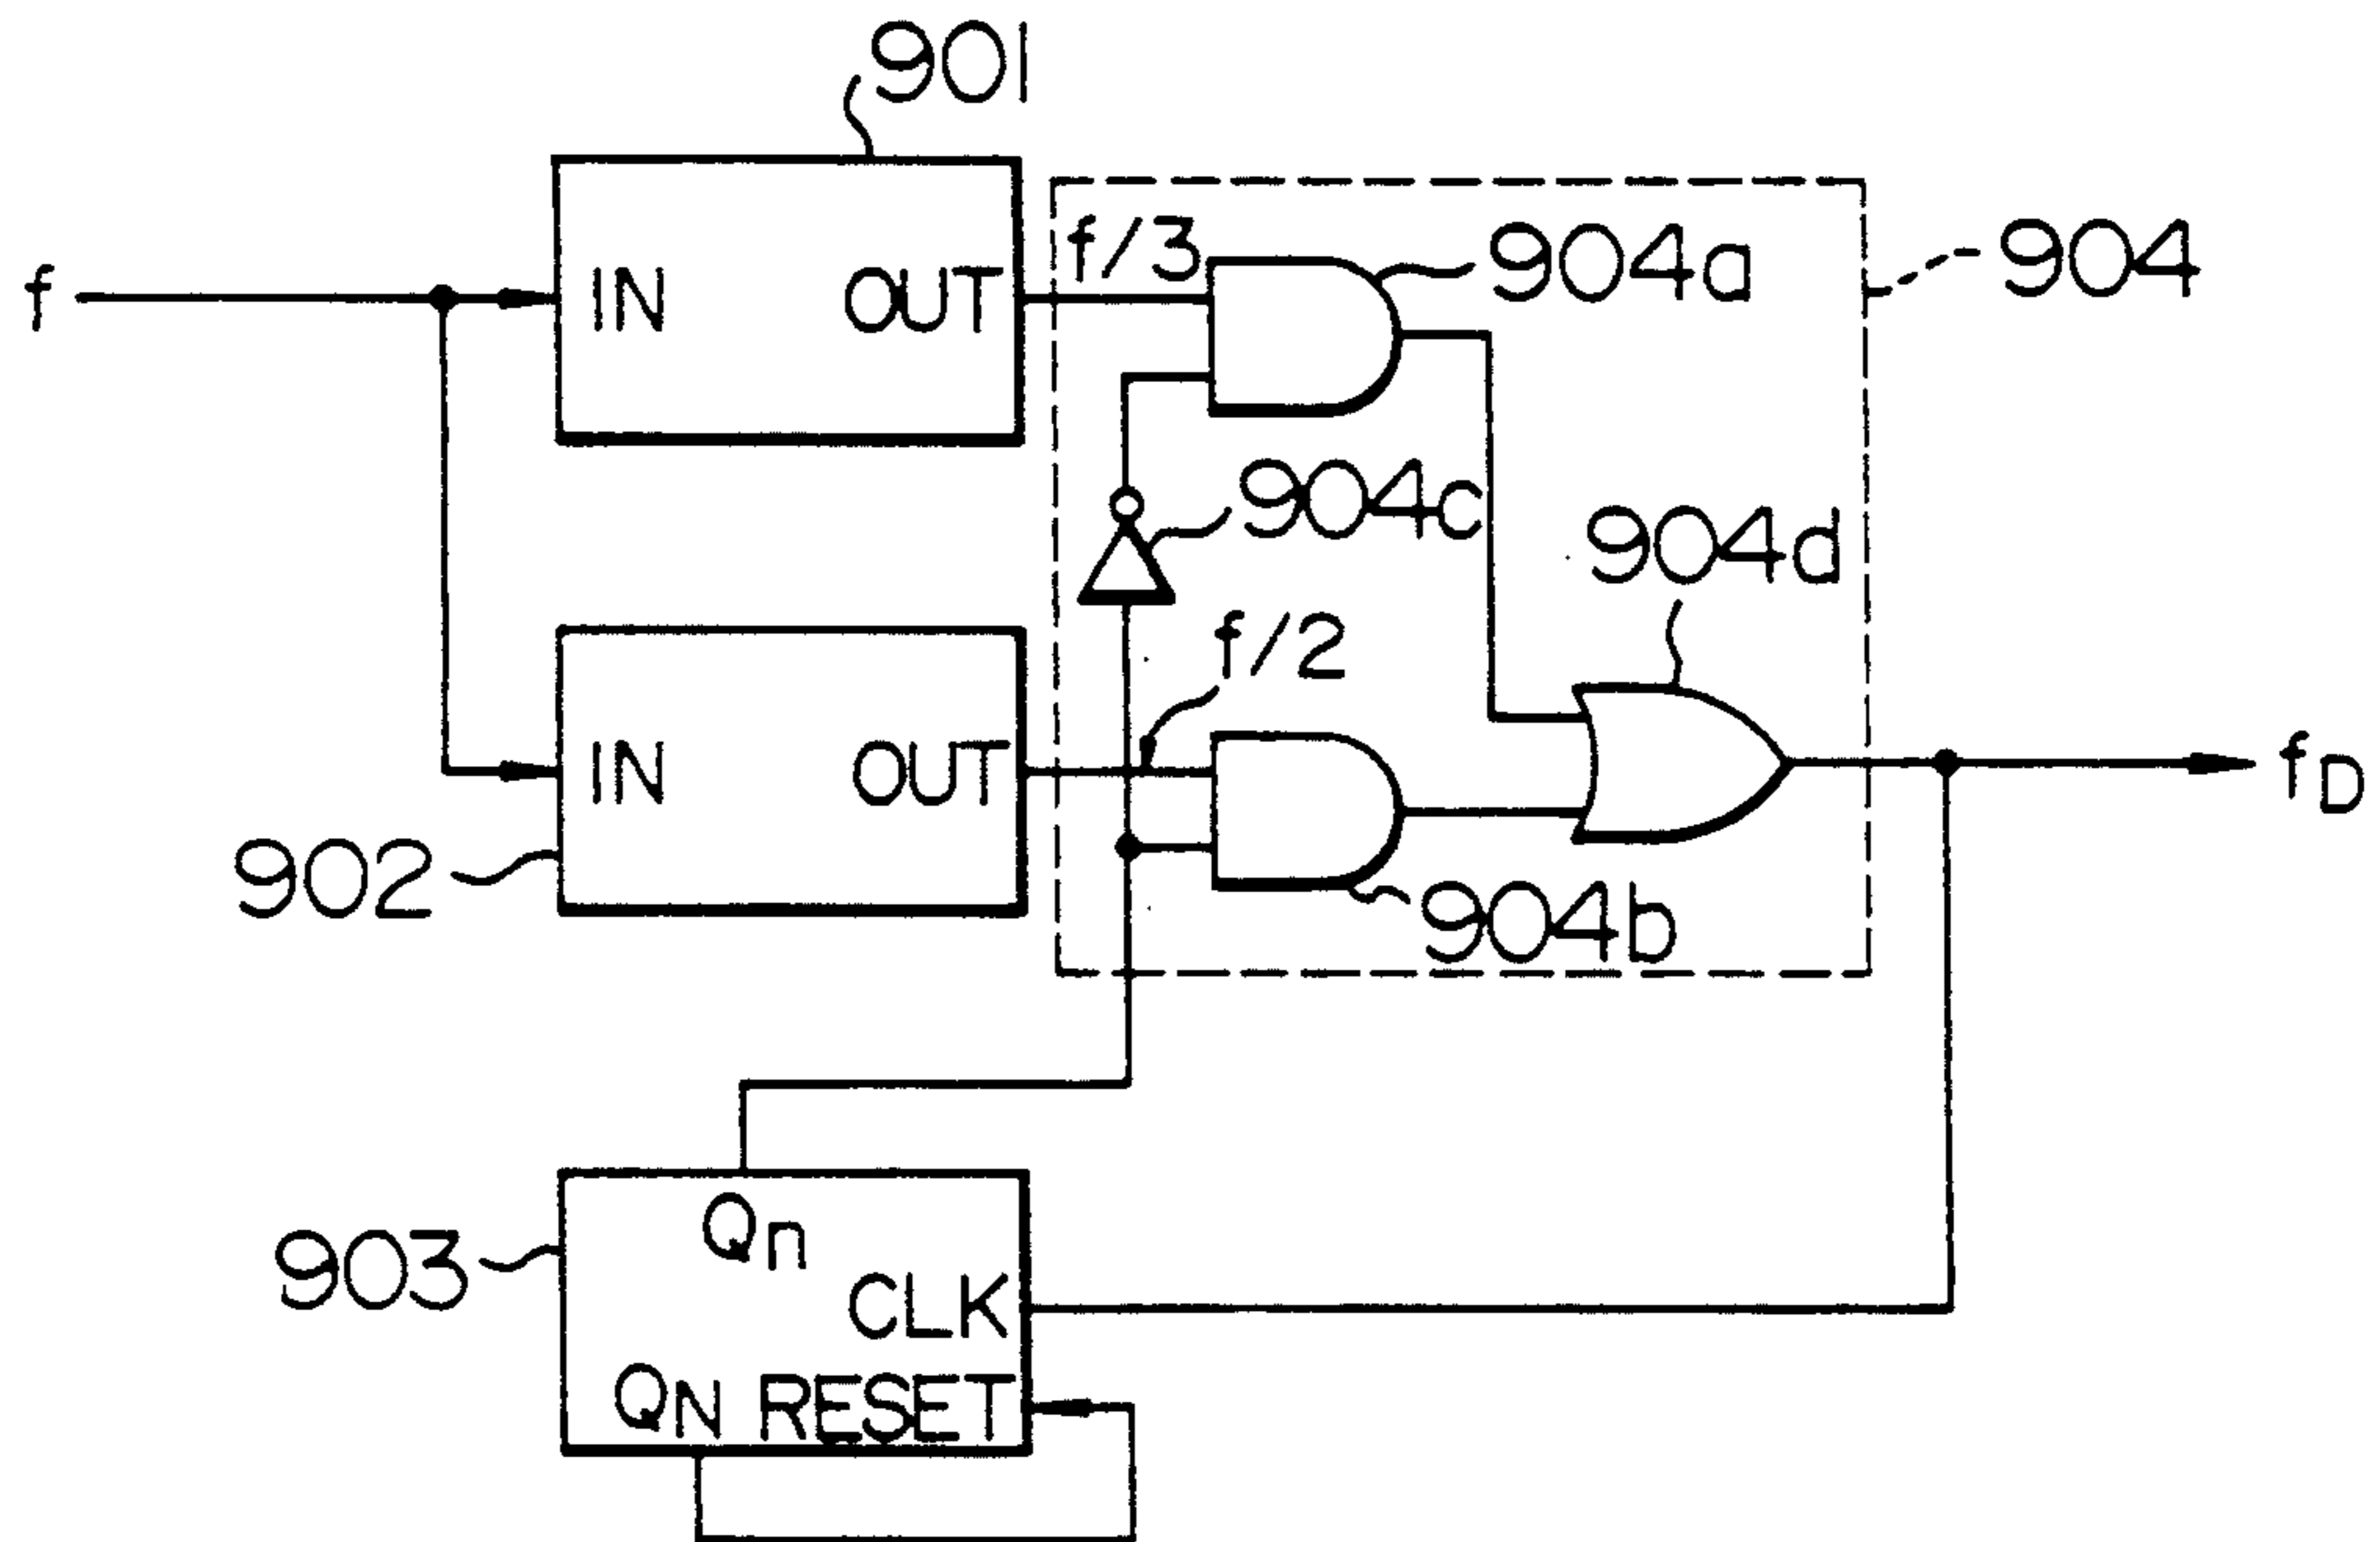 901
f
IN OUT
f/3
904a
904
904c
904d
f/2
IN OUT
fD
902
904b
903
Qn
CLK
QN RESET